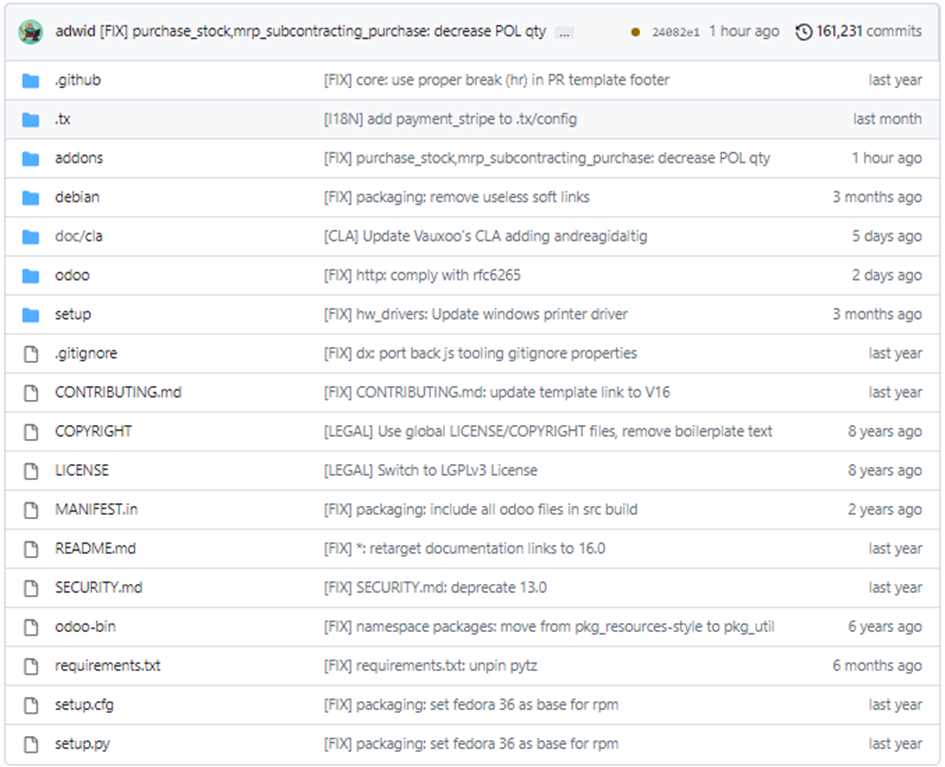 adwid [FIX] purchase_stock,mrp_subcontracting_purchase: decrease POL qty ... 24082e1 1 hour ago 161,231 commits
.github [FIX] core: use proper break (hr) in PR template footer last year
.tx [I18N] add payment_stripe to .tx/config last month
addons [FIX] purchase_stock,mrp_subcontracting_purchase: decrease POL qty 1 hour ago
debian [FIX] packaging: remove useless soft links 3 months ago
doc/cla [CLA] Update Vauxoo's CLA adding andreagidaltig 5 days ago
odoo [FIX] http: comply with rfc6265 2 days ago
setup [FIX] hw_drivers: Update windows printer driver 3 months ago
.gitignore [FIX] dx: port back js tooling gitignore properties last year
CONTRIBUTING.md [FIX] CONTRIBUTING.md: update template link to V16 last year
COPYRIGHT [LEGAL] Use global LICENSE/COPYRIGHT files, remove boilerplate text 8 years ago
LICENSE [LEGAL] Switch to LGPLv3 License 8 years ago
MANIFEST.in [FIX] packaging: include all odoo files in src build 2 years ago
README.md [FIX] *: retarget documentation links to 16.0 last year
SECURITY.md [FIX] SECURITY.md: deprecate 13.0 last year
odoo-bin [FIX] namespace packages: move from pkg_resources-style to pkg_util 6 years ago
requirements.txt [FIX] requirements.txt: unpin pytz 6 months ago
setup.cfg [FIX] packaging: set fedora 36 as base for rpm last year
setup.py [FIX] packaging: set fedora 36 as base for rpm last year